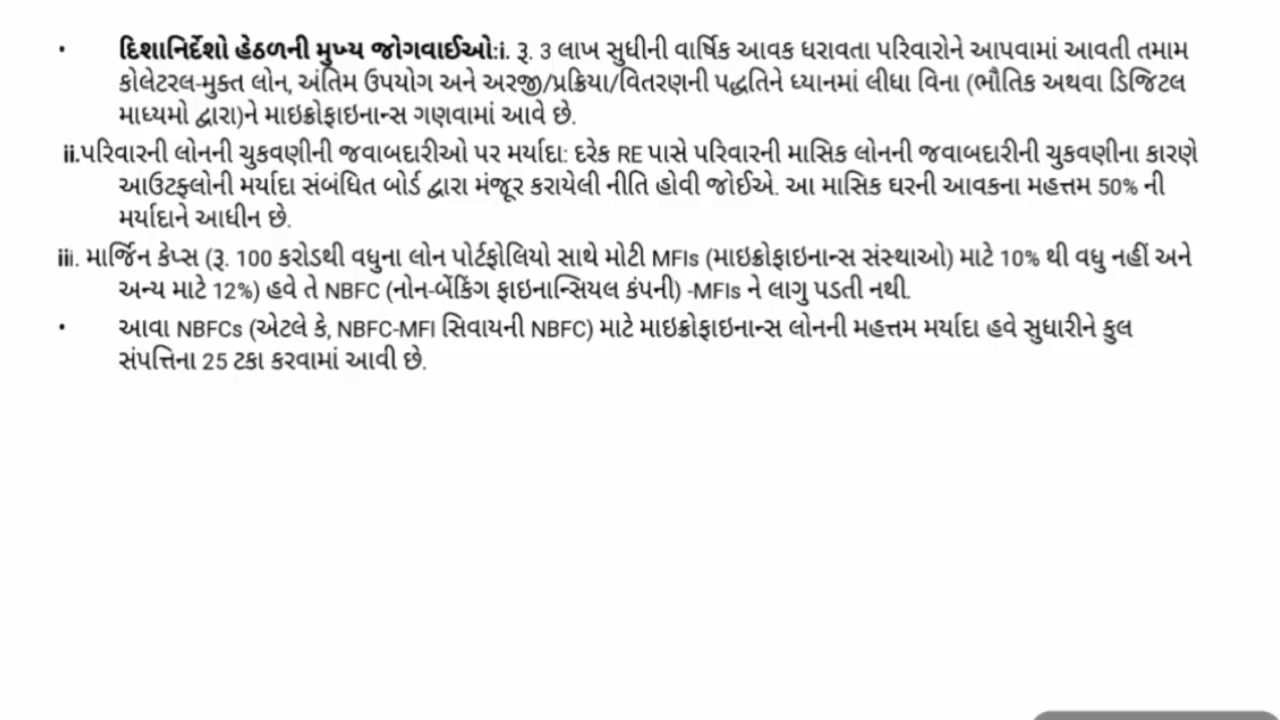 • દિશાનિર્દેશો હેઠળની મુખ્ય જોગવાઈઓ:i. રૂ. 3 લાખ સુધીની વાર્ષિક આવક ધરાવતા પરિવારોને આપવામાં આવતી તમામ
કોલેટરલ-મુક્ત લોન, અંતિમ ઉપયોગ અને અરજી/પ્રક્રિયા/વિતરણની પદ્ધતિને ધ્યાનમાં લીધા વિના (ભૌતિક અથવા ડિજિટલ
માધ્યમો દ્વારા)ને માઇક્રોફાઇનાન્સ ગણવામાં આવે છે.
ii.પરિવારની લોનની ચુકવણીની જવાબદારીઓ પર મર્યાદા: દરેક RE પાસે પરિવારની માસિક લોનની જવાબદારીની ચુકવણીના કારણે
આઉટફ્લોની મર્યાદા સંબંધિત બોર્ડ દ્વારા મંજૂર કરાયેલી નીતિ હોવી જોઈએ. આ માસિક ઘરની આવકના મહત્તમ 50% ની
મર્યાદાને આધીન છે.
iii. માર્જિન કેપ્સ (રૂ. 100 કરોડથી વધુના લોન પોર્ટફોલિયો સાથે મોટી MFIs (માઇક્રોફાઇનાન્સ સંસ્થાઓ) માટે 10% થી વધુ નહીં અને
અન્ય માટે 12%) હવે તે NBFC (નોન-બેંકિંગ ફાઇનાન્સિયલ કંપની) -MFIs ને લાગુ પડતી નથી.
• આવા NBFCs (એટલે કે, NBFC-MFI સિવાયની NBFC) માટે માઇક્રોફાઇનાન્સ લોનની મહત્તમ મર્યાદા હવે સુધારીને કુલ
સંપત્તિના 25 ટકા કરવામાં આવી છે.